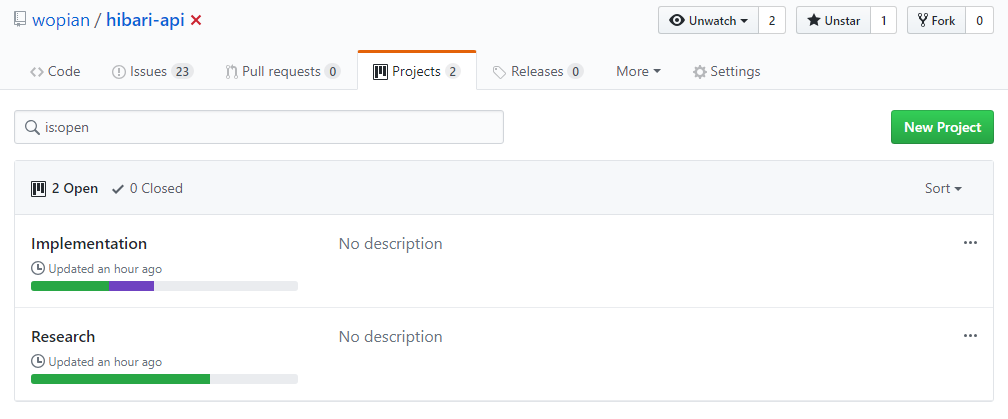 wopian / hibari-api Unwatch 2 Unstar 1 Fork 0
Code Issues 23 Pull requests 0 Projects 2 Releases 0 More Settings
is:open New Project
2 Open 0 Closed Sort
Implementation No description
Updated an hour ago
Research No description
Updated an hour ago